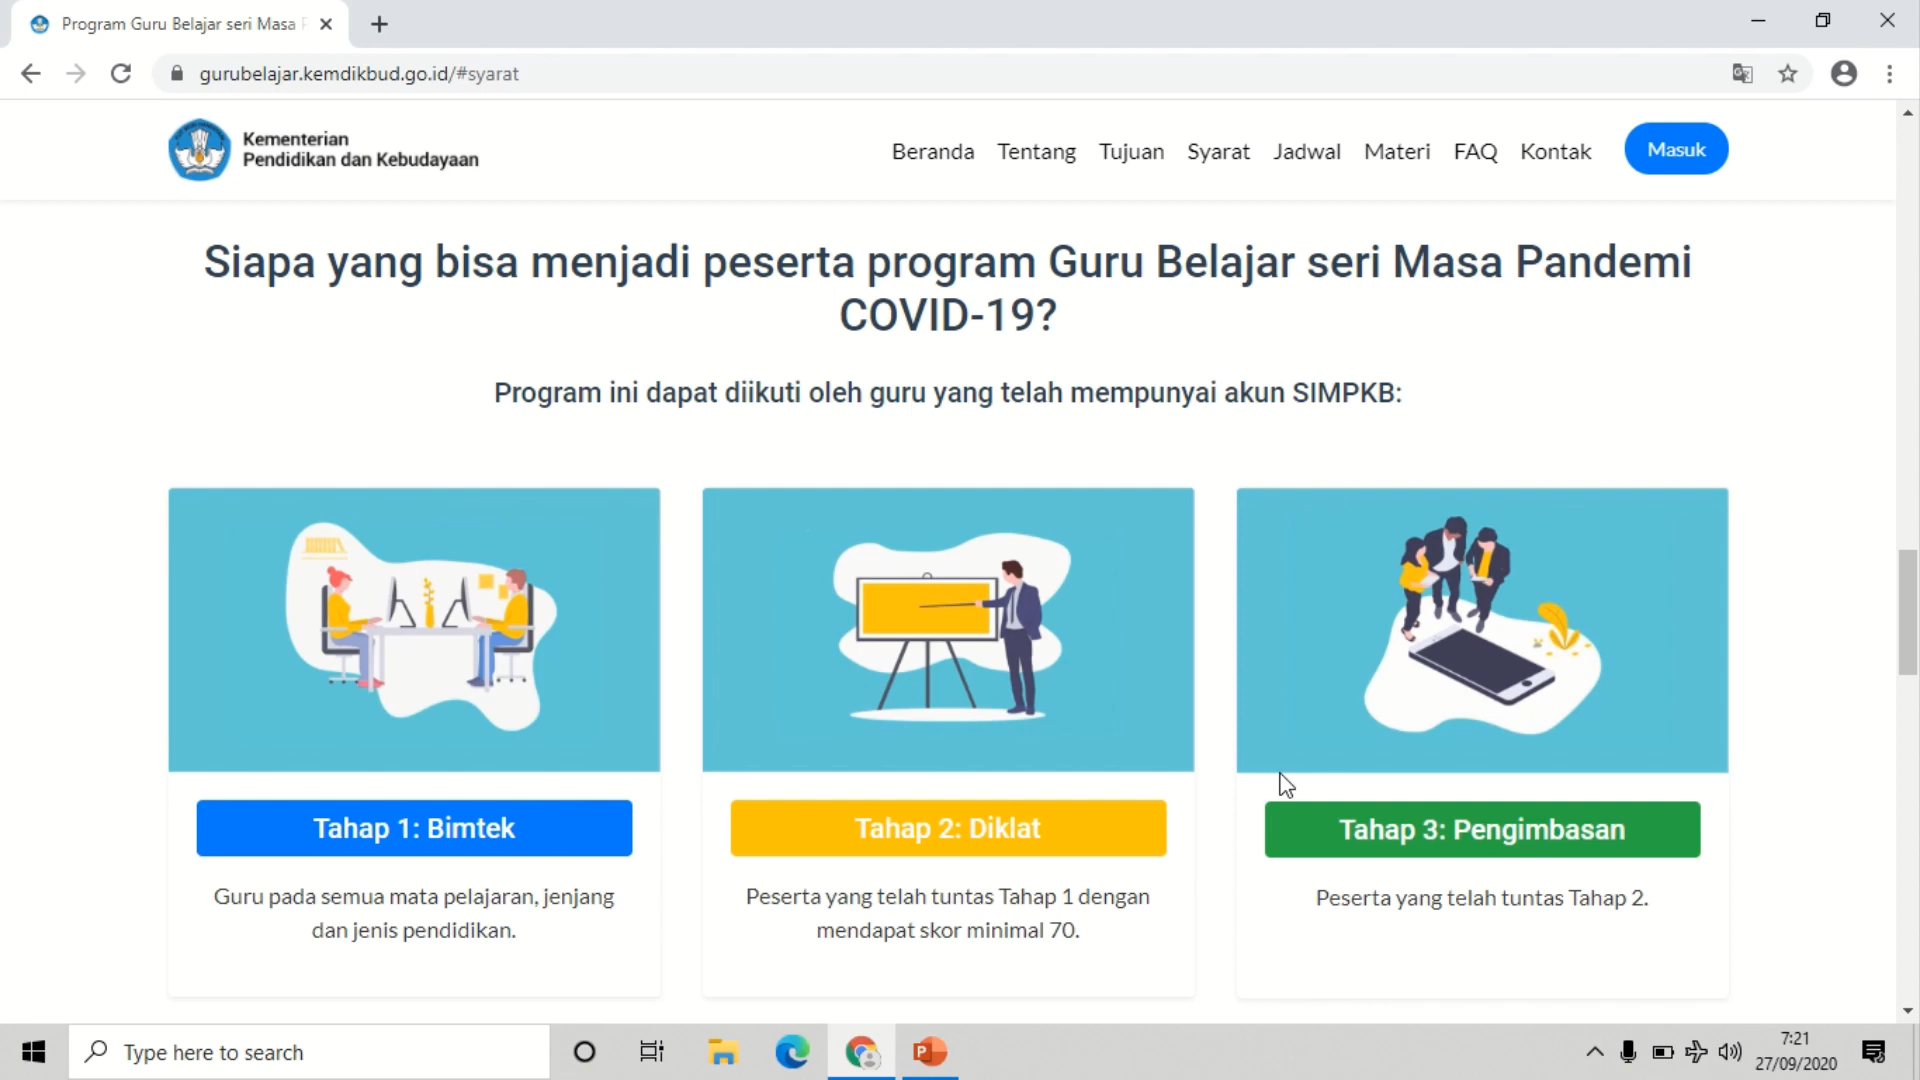 Program Guru Belajar seri Masa P
gurubelajar.kemdikbud.go.id/#syarat
Kementerian
Pendidikan dan Kebudayaan
Beranda Tentang Tujuan Syarat Jadwal Materi FAQ Kontak Masuk
Siapa yang bisa menjadi peserta program Guru Belajar seri Masa Pandemi
COVID-19?
Program ini dapat diikuti oleh guru yang telah mempunyai akun SIMPKB:
Tahap 1: Bimtek
Guru pada semua mata pelajaran, jenjang
dan jenis pendidikan.
Tahap 2: Diklat
Peserta yang telah tuntas Tahap 1 dengan
mendapat skor minimal 70.
Tahap 3: Pengimbasan
Peserta yang telah tuntas Tahap 2.
Type here to search
7:21
27/09/2020